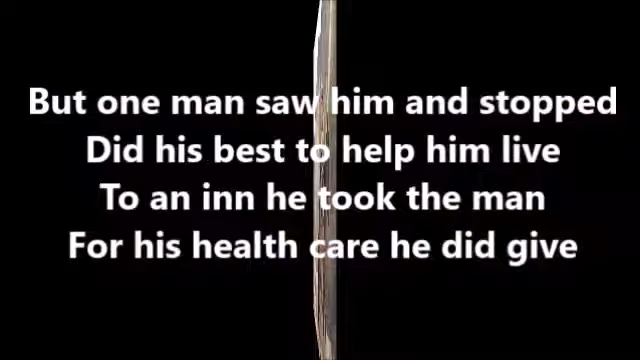 But one man saw him and stopped
Did his best to help him live
To an inn he took the man
For his health care he did give